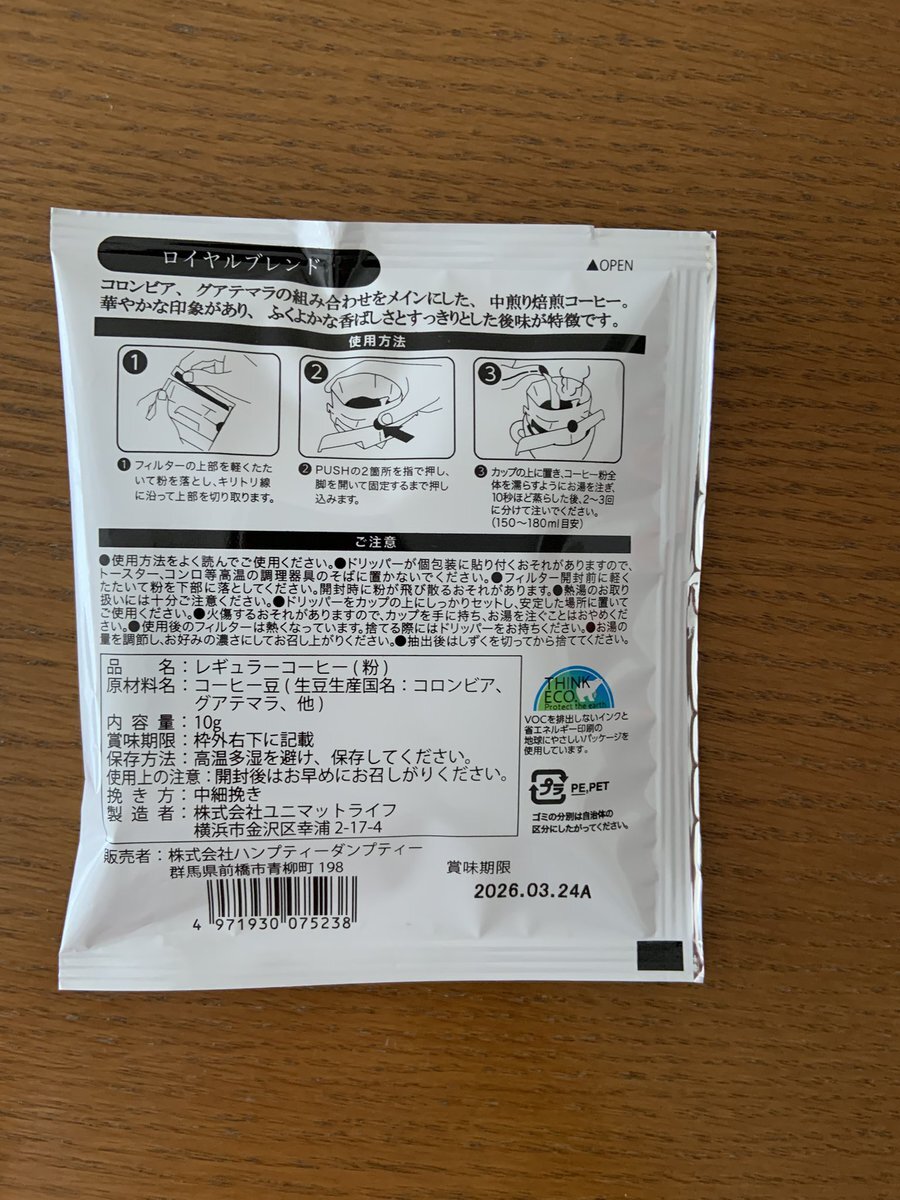 ロイヤルブレンド
▲OPEN
コロンビア、グアテマラの組み合わせをメインにした、中煎り焙煎コーヒー。
華やかな印象があり、ふくよかな香ばしさとすっきりとした後味が特徴です。
使用方法
1
2
3
❶フィルターの上部を軽くたた
いて粉を落とし、キリトリ線
に沿って上部を切り取ります。
❷PUSHの2箇所を指で押し、
脚を開いて固定するまで押し
込みます。
❸カップの上に置き、コーヒー粉全
体を濡らすようにお湯を注ぎ、
10秒ほど蒸らした後、2〜3回
に分けて注いでください。
(150〜180ml目安)
ご注意
●使用方法をよく読んでご使用ください。●ドリッパーが個包装に貼り付くおそれがありますので、
トースター、コンロ等高温の調理器具のそばに置かないでください。●フィルター開封前に軽く
たたいて粉を下部に落としてください。開封時に粉が飛び散るおそれがあります。●熱湯のお取り
扱いには十分ご注意ください。●ドリッパーをカップの上にしっかりセットし、安定した場所に置いて
ご使用ください。●火傷するおそれがありますので、カップを手に持ち、お湯を注ぐことはおやめくだ
さい。●使用後のフィルターは熱くなっています。捨てる際にはドリッパーをお持ちください。●お湯の
量を調節し、お好みの濃さにしてお召し上がりください。●抽出後はしずくを切ってから捨ててください。
品名：レギュラーコーヒー(粉)
原材料名：コーヒー豆(生豆生産国名：コロンビア、
グアテマラ、他)
内容量：10g
賞味期限：枠外右下に記載
保存方法：高温多湿を避け、保存してください。
使用上の注意：開封後はお早めにお召しがりください。
挽き方：中細挽き
製造者：株式会社ユニマットライフ
横浜市金沢区幸浦 2-17-4
THINK
ECO.
Protect the earth
VOCを排出しないインクと
省エネルギー印刷の
地球にやさしいパッケージを
使用しています。
プラ PE,PET
ゴミの分別は自治体の
区分にしたがってください。
販売者：株式会社ハンプティーダンプティー
群馬県前橋市青柳町 198
4 971930 075238
賞味期限
2026.03.24A